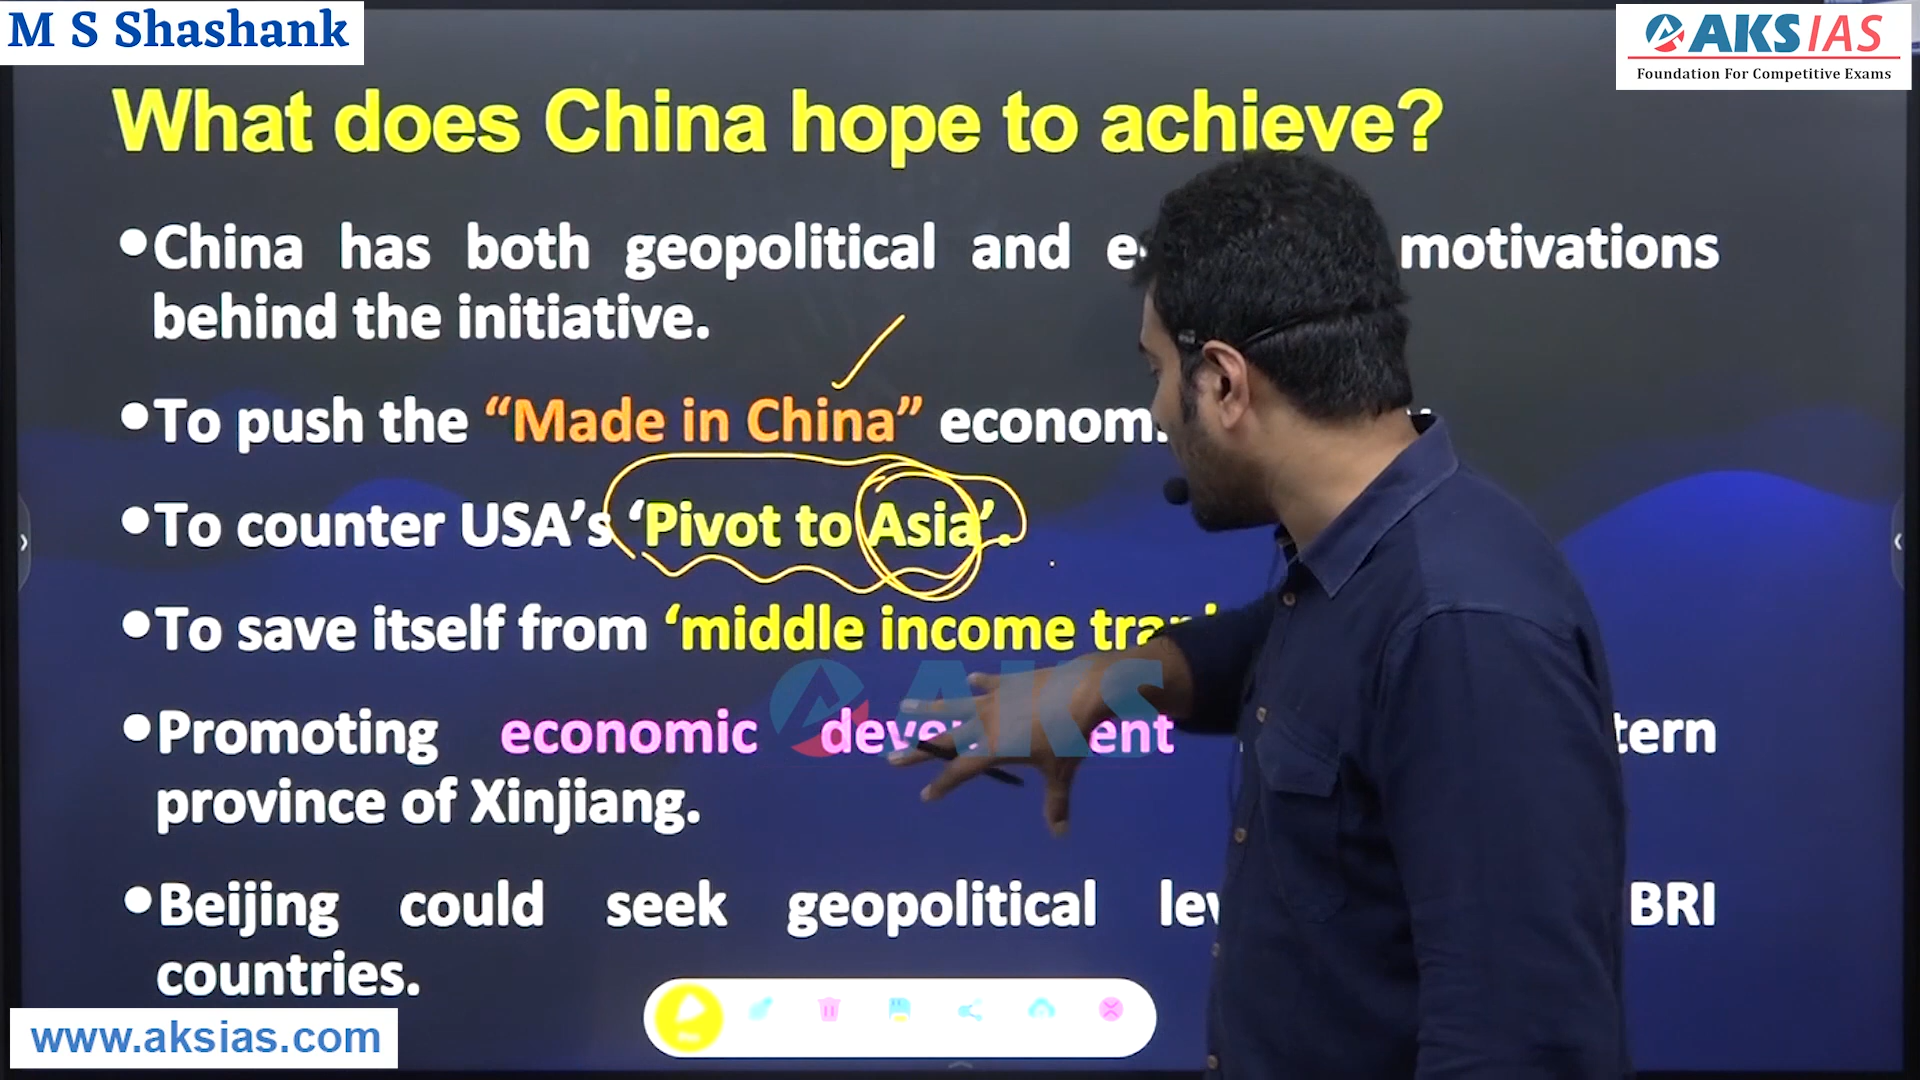 M S Shashank
AKS IAS
Foundation For Competitive Exams
What does China hope to achieve?
•China has both geopolitical and motivations
behind the initiative.
•To push the “Made in China”
•To counter USA’s ‘Pivot to Asia’.
•To save itself from ‘middle income
•Promoting economic
province of Xinjiang.
•Beijing could seek geopolitical BRI
countries.
AKS
www.aksias.com